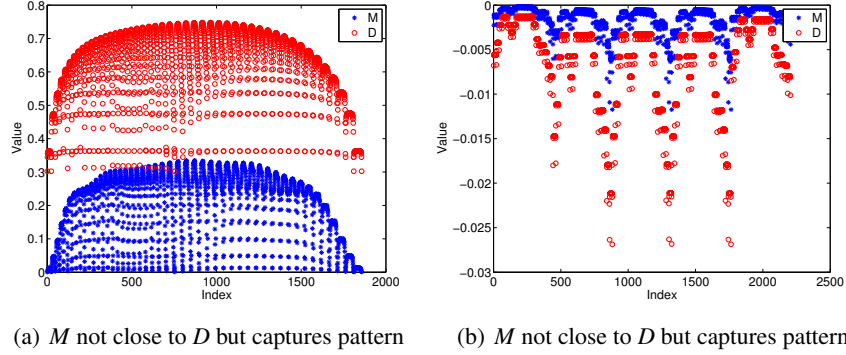 0.8
0.7
0.6
0.5
0.4
0.3
0.2
0.1
0
0 500 1000 1500 2000
Value
Index
M
D
0
−0.005
−0.01
−0.015
−0.02
−0.025
−0.03
0 500 1000 1500 2000 2500
Value
Index
M
D
(a) M not close to D but captures pattern
(b) M not close to D but captures pattern